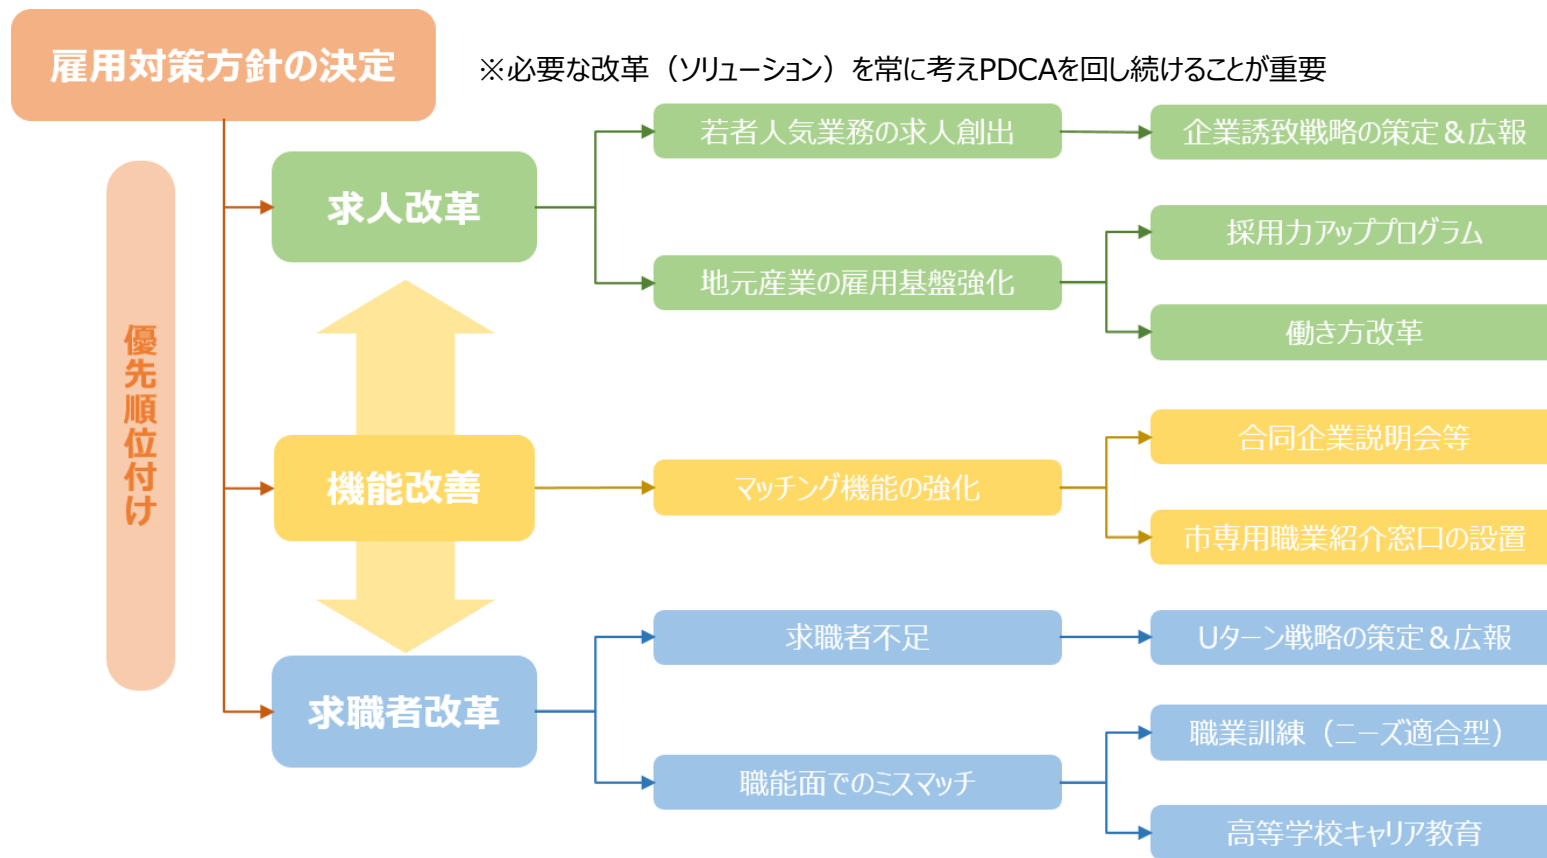 雇用対策方針の決定
※必要な改革（ソリューション）を常に考えPDCAを回し続けることが重要
優先順位付け
求人改革
若者人気業務の求人創出
企業誘致戦略の策定＆広報
地元産業の雇用基盤強化
採用力アッププログラム
働き方改革
機能改善
マッチング機能の強化
合同企業説明会等
市専用職業紹介窓口の設置
求職者改革
求職者不足
Uターン戦略の策定＆広報
職能面でのミスマッチ
職業訓練（ニーズ適合型）
高等学校キャリア教育